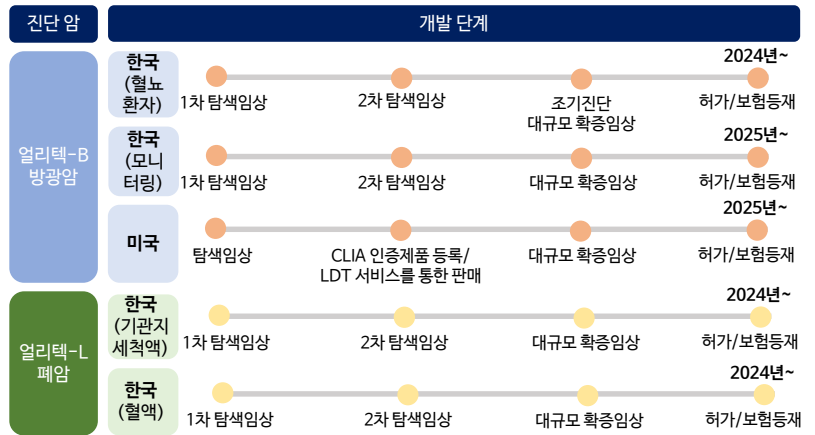 진단 암
개발 단계
얼리텍-B
방광암
한국
(혈뇨
환자)
2024년~
1차 탐색임상
2차 탐색임상
조기진단
대규모 확증임상
허가/보험등재
한국
(모니
터링)
2025년~
1차 탐색임상
2차 탐색임상
대규모 확증임상
허가/보험등재
미국
2025년~
탐색임상
CLIA 인증제품 등록/
LDT 서비스를 통한 판매
대규모 확증임상
허가/보험등재
얼리텍-L
폐암
한국
(기관지
세척액)
2024년~
1차 탐색임상
2차 탐색임상
대규모 확증임상
허가/보험등재
한국
(혈액)
2024년~
1차 탐색임상
2차 탐색임상
대규모 확증임상
허가/보험등재